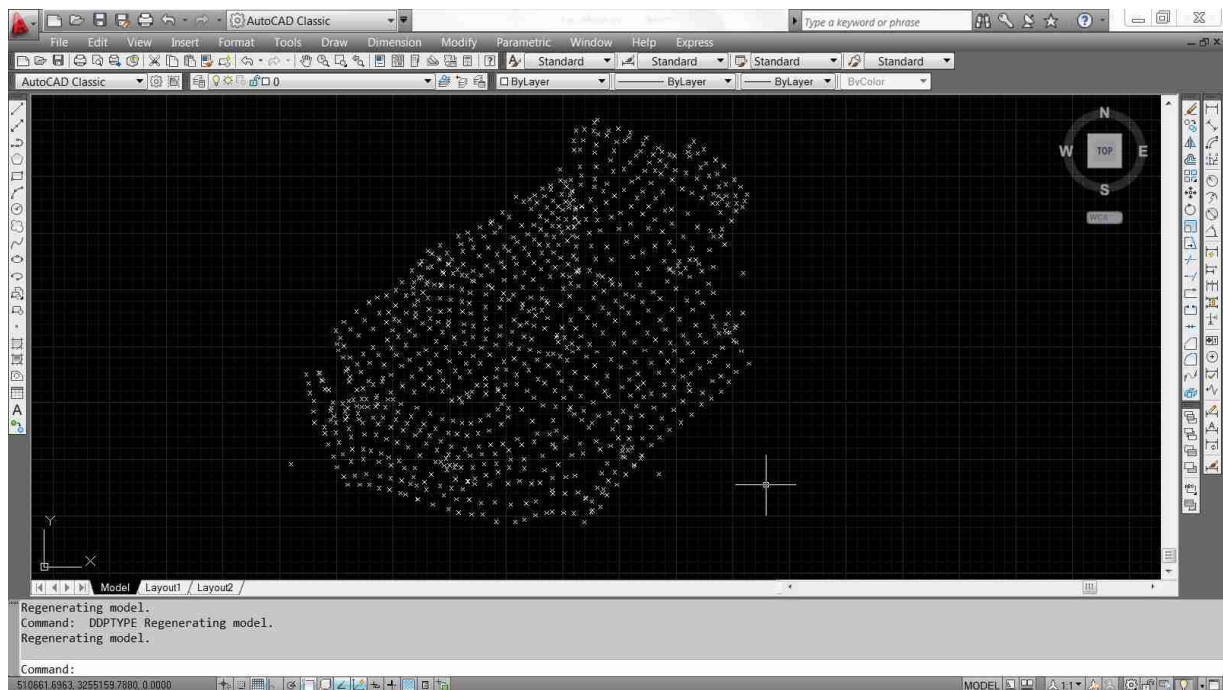 AutoCAD Classic
Type a keyword or phrase
File Edit View Insert Format Tools Draw Dimension Modify Parametric Window Help Express
Standard Standard Standard Standard
AutoCAD Classic 0 ByLayer ByLayer ByLayer ByColor
N
W TOP E
S
WCS
Y
X
Model Layout1 Layout2
Regenerating model.
Command: DDPTYPE Regenerating model.
Regenerating model.
Command:
510661.6963, 3255159.7880, 0.0000 MODEL 1:1